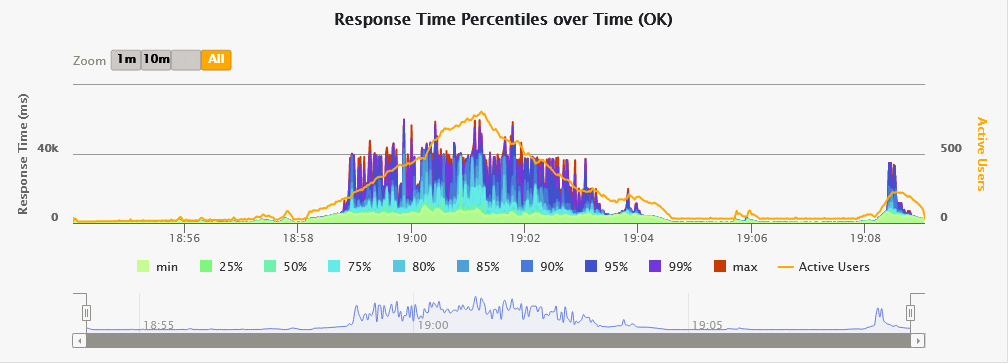 Response Time Percentiles over Time (OK)
Zoom 1m 10m All
Response Time (ms)
40k
0
500
0
Active Users
18:56 18:58 19:00 19:02 19:04 19:06 19:08
min 25% 50% 75% 80% 85% 90% 95% 99% max Active Users
18:55 19:00 19:05